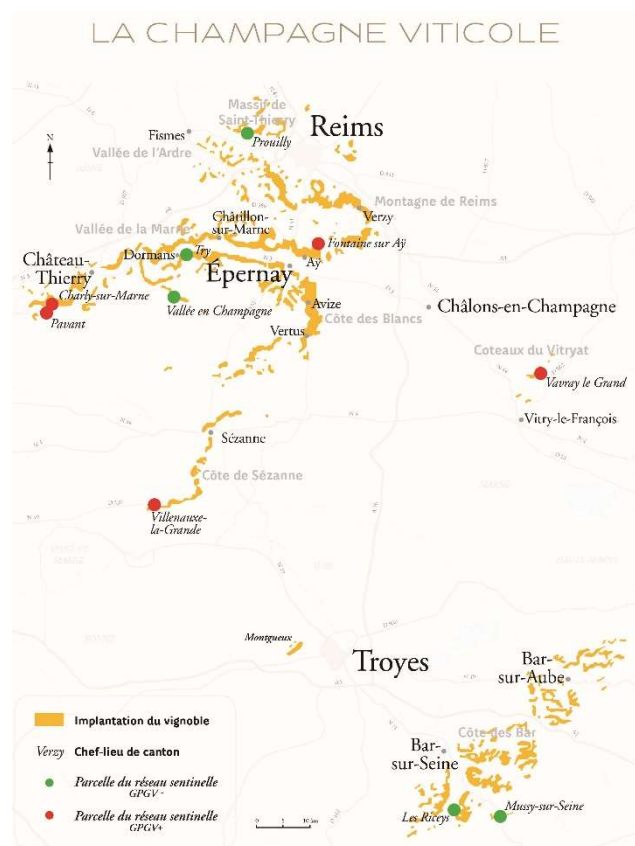 LA CHAMPAGNE VITICOLE
Massif de
Saint-Thierry
Reims
Fismes
Prouilly
Vallée de l'Ardre
N
Montagne de Reims
Verzy
Châtillon-
sur-Marne
Vallée de la Marne
Fontaine sur Aÿ
Dormans
Try
Aÿ
Château-
Thierry
Épernay
Charly-sur-Marne
Vallée en Champagne
Avize
Châlons-en-Champagne
Pavant
Côte des Blancs
Vertus
Coteaux du Vitryat
Vavray le Grand
Vitry-le-François
Sézanne
Côte de Sézanne
Villenauxe-
la-Grande
Montgueux
Troyes
Bar-
sur-Aube
Côte des Bar
Bar-
sur-Seine
Mussy-sur-Seine
Les Riceys
Implantation du vignoble
Verzy Chef-lieu de canton
Parcelle du réseau sentinelle
GPGV -
Parcelle du réseau sentinelle
GPGV+
0 5 10 km